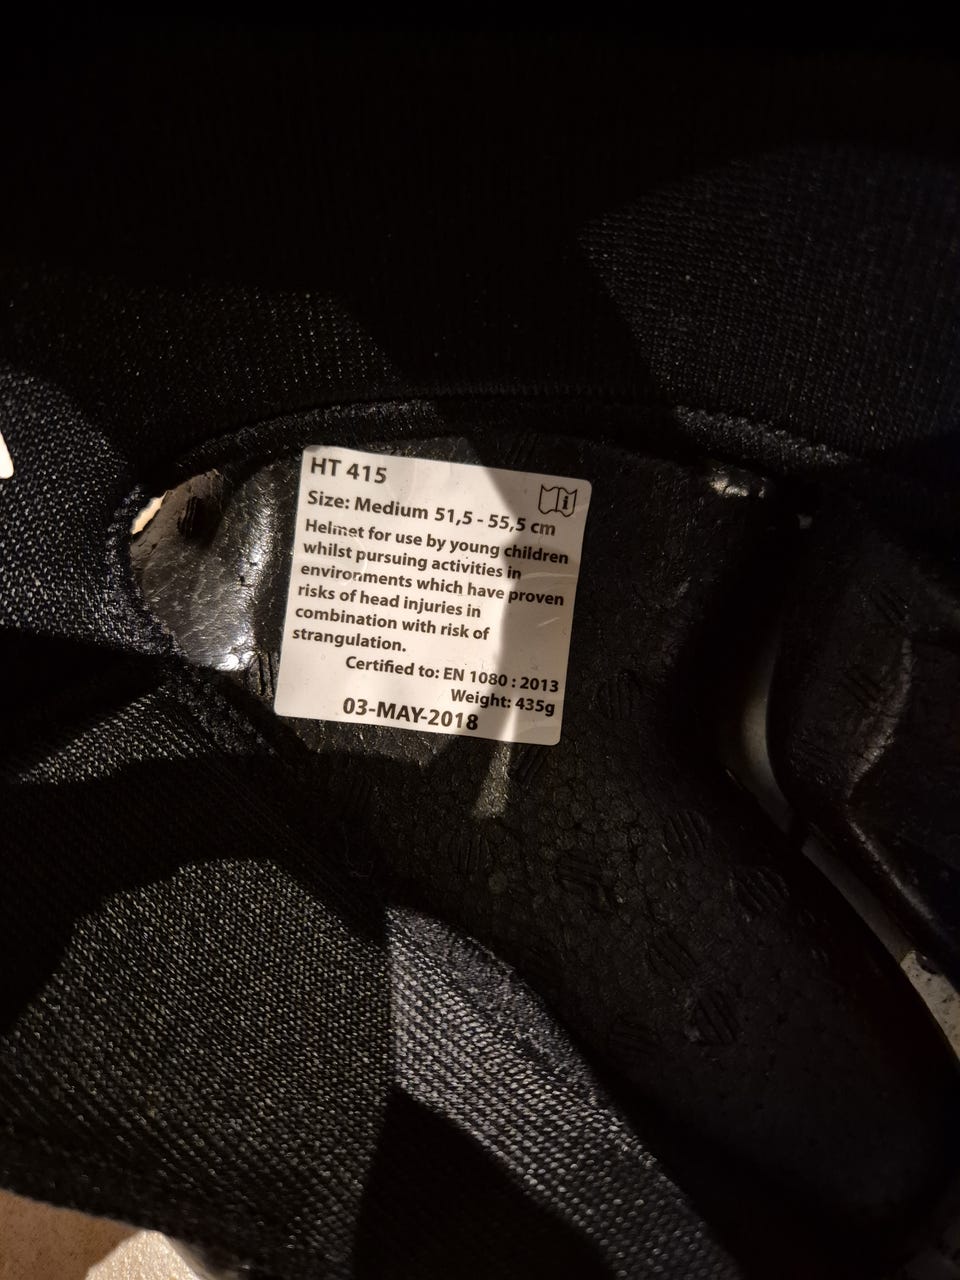 HT 415
Size: Medium 51,5 - 55,5 cm
Helmet for use by young children
whilst pursuing activities in
environments which have proven
risks of head injuries in
combination with risk of
strangulation.
Certified to: EN 1080 : 2013
Weight: 435g
03-MAY-2018